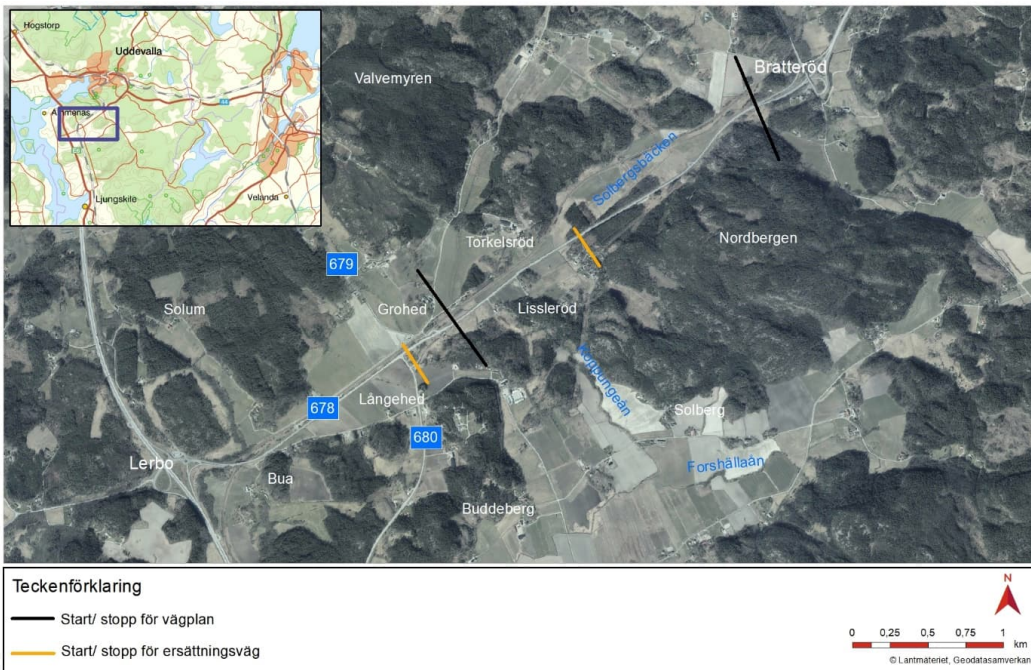 Hogstorp
Uddevalla
Ammenäs
44
Ljungskile
Velanda
Valvemyren
Bratteröd
Solbergsbäcken
Torkelsröd
Nordbergen
679
Solum
Grohed
Lissleröd
678
Långehed
680
Solberg
Lerbo
Bua
Forshällaån
Buddeberg
Teckenförklaring
Start/ stopp för vägplan
Start/ stopp för ersättningsväg
N
0 0,25 0,5 0,75 1
km
© Lantmäteriet, Geodatasamverkan